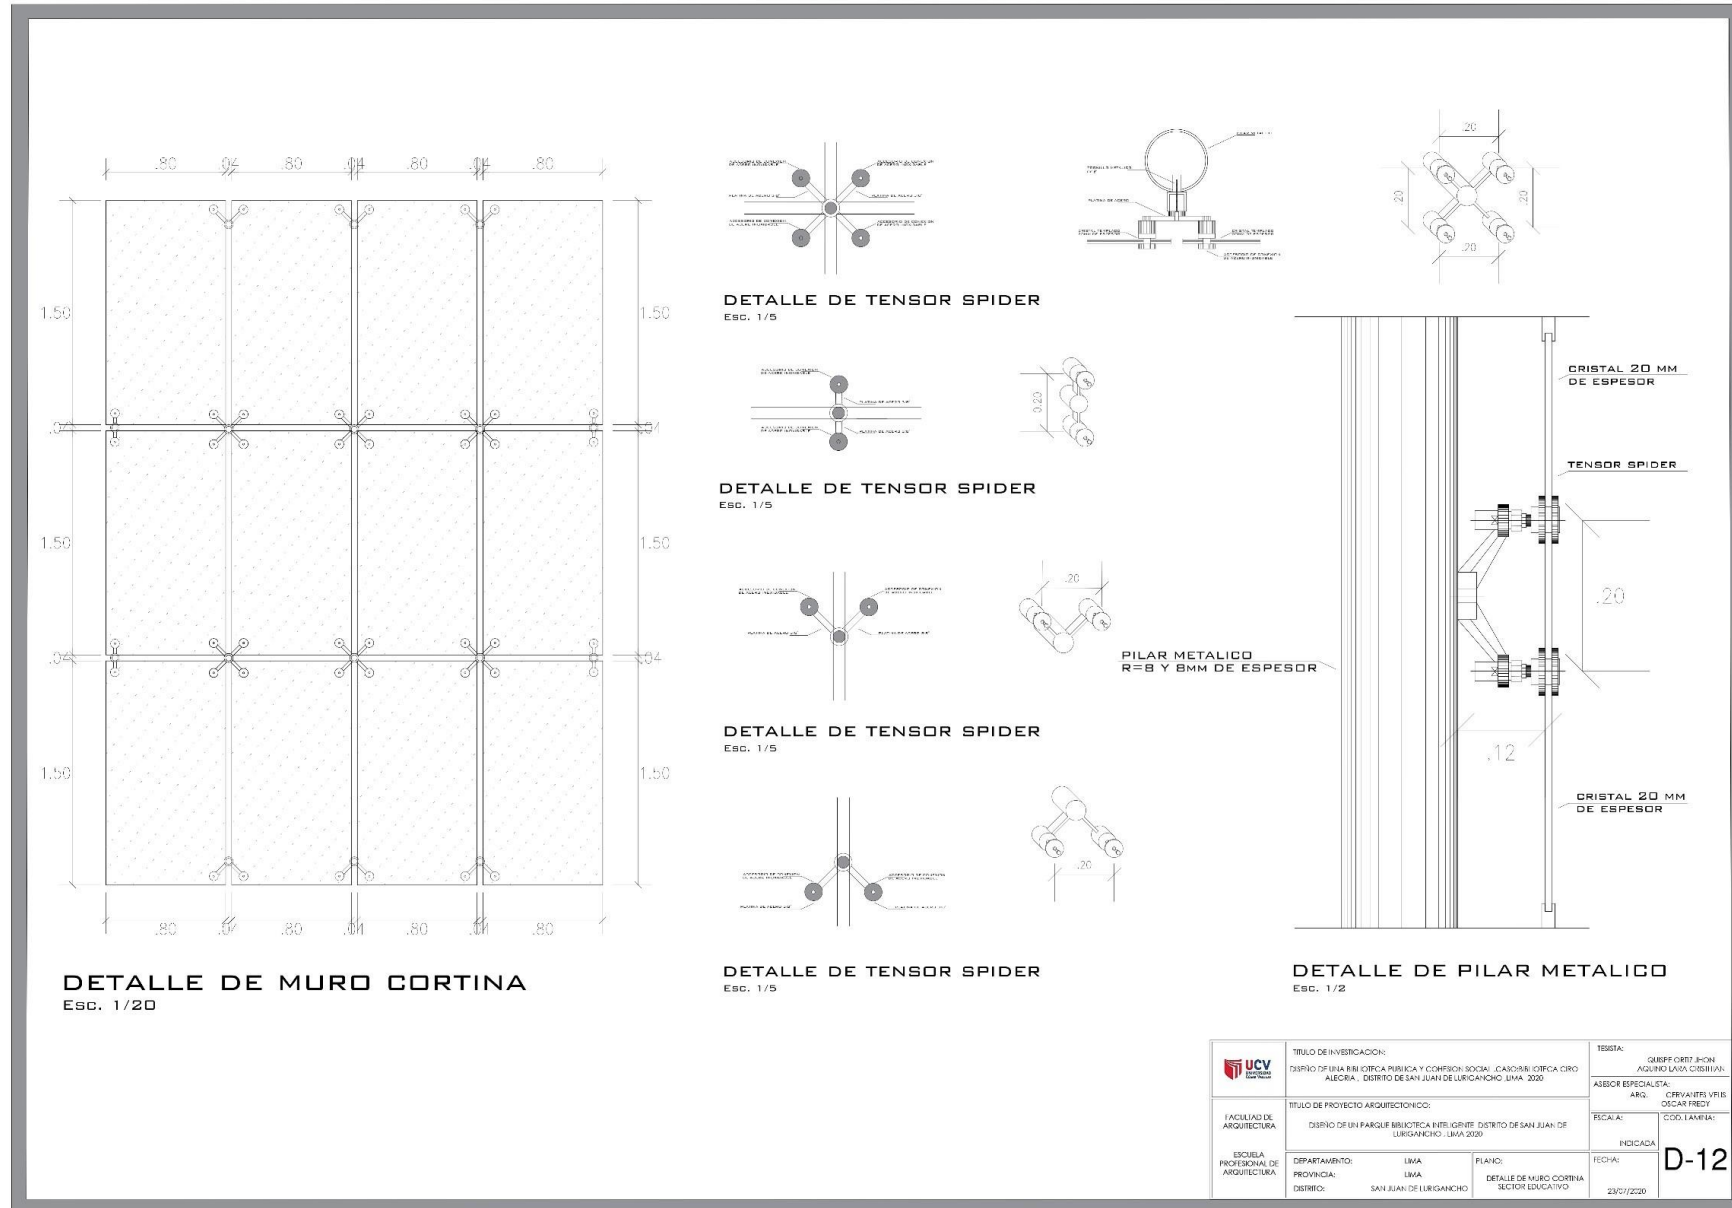 .80 .04 .80 .04 .80 .04 .80
1.50 1.50
1.50 1.50
.04
1.50 1.50
.80 .04 .80 .04 .80 .04 .80
DETALLE DE MURO CORTINA
Esc. 1/20
DETALLE DE TENSOR SPIDER
Esc. 1/5
.20
.20
.20
.20
DETALLE DE TENSOR SPIDER
Esc. 1/5
0.20
DETALLE DE TENSOR SPIDER
Esc. 1/5
.20
DETALLE DE TENSOR SPIDER
Esc. 1/5
.20
CRISTAL 20 MM
DE ESPESOR
TENSOR SPIDER
.20
PILAR METALICO
R=8 Y 8MM DE ESPESOR
.12
CRISTAL 20 MM
DE ESPESOR
DETALLE DE PILAR METALICO
Esc. 1/2
UCV
UNIVERSIDAD
César Vallejo
FACULTAD DE
ARQUITECTURA
ESCUELA
PROFESIONAL DE
ARQUITECTURA
TITULO DE INVESTIGACION:
DISEÑO DE UNA BIBLIOTECA PUBLICA Y COHESION SOCIAL .CASO:BIBLIOTECA CIRO
ALEGRIA , DISTRITO DE SAN JUAN DE LURIGANCHO ,LIMA 2020
TITULO DE PROYECTO ARQUITECTONICO:
DISEÑO DE UN PARQUE BIBLIOTECA INTELIGENTE DISTRITO DE SAN JUAN DE
LURIGANCHO , LIMA 2020
DEPARTAMENTO: LIMA
PROVINCIA: LIMA
DISTRITO: SAN JUAN DE LURIGANCHO
PLANO:
DETALLE DE MURO CORTINA
SECTOR EDUCATIVO
TESISTA:
QUISPE ORTIZ JHON
AQUINO LARA CRISTHIAN
ASESOR ESPECIALISTA:
ARQ. CERVANTES VELIS
OSCAR FREDY
ESCALA:
INDICADA
COD. LAMINA:
D-12
FECHA:
23/07/2020